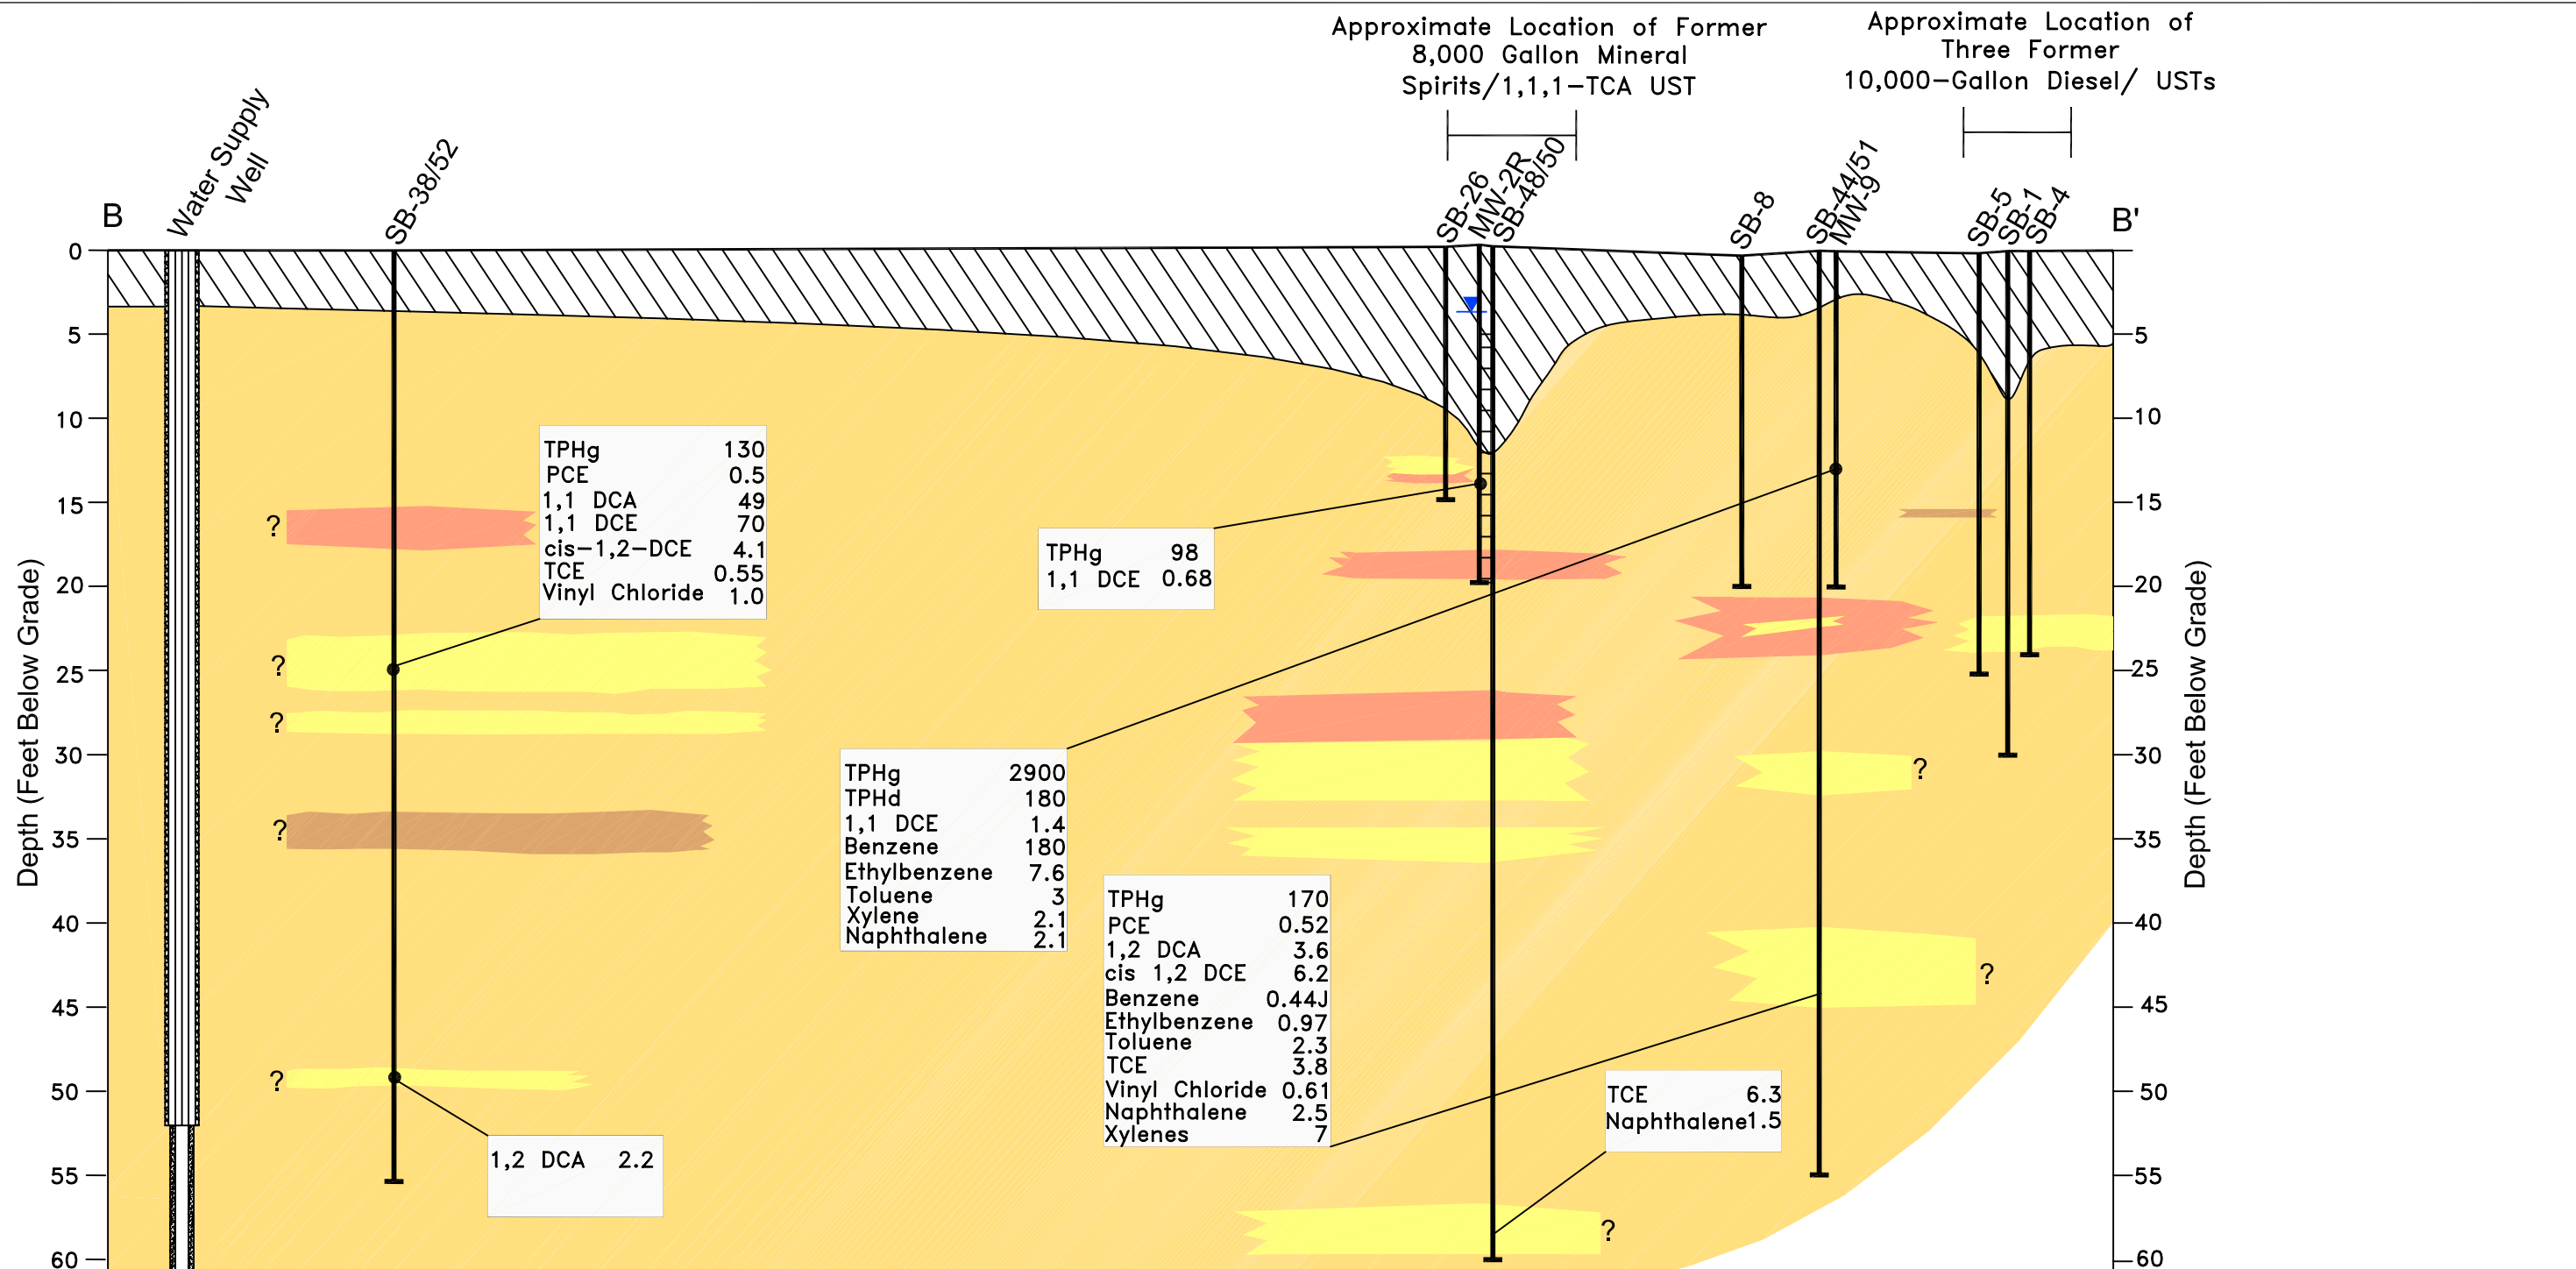 Approximate Location of Former
8,000 Gallon Mineral
Spirits/1,1,1-TCA UST
Approximate Location of
Three Former
10,000-Gallon Diesel/ USTs
B
Water Supply
Well
SB-38/52
SB-26
MW-2R
SB-48/50
SB-8
SB-44/51
MW-9
SB-5
SB-1
SB-4
B'
Depth (Feet Below Grade)
0
5
10
15
20
25
30
35
40
45
50
55
60
TPHg 130
PCE 0.5
1,1 DCA 49
1,1 DCE 70
cis-1,2-DCE 4.1
TCE 0.55
Vinyl Chloride 1.0
TPHg 98
1,1 DCE 0.68
TPHg 2900
TPHd 180
1,1 DCE 1.4
Benzene 180
Ethylbenzene 7.6
Toluene 3
Xylene 2.1
Naphthalene 2.1
TPHg 170
PCE 0.52
1,2 DCA 3.6
cis 1,2 DCE 6.2
Benzene 0.44J
Ethylbenzene 0.97
Toluene 2.3
TCE 3.8
Vinyl Chloride 0.61
Naphthalene 2.5
Xylenes 7
TCE 6.3
Naphthalene1.5
1,2 DCA 2.2
?
?
?
?
?
?
?
?
5
10
15
20
25
30
35
40
45
50
55
60
Depth (Feet Below Grade)